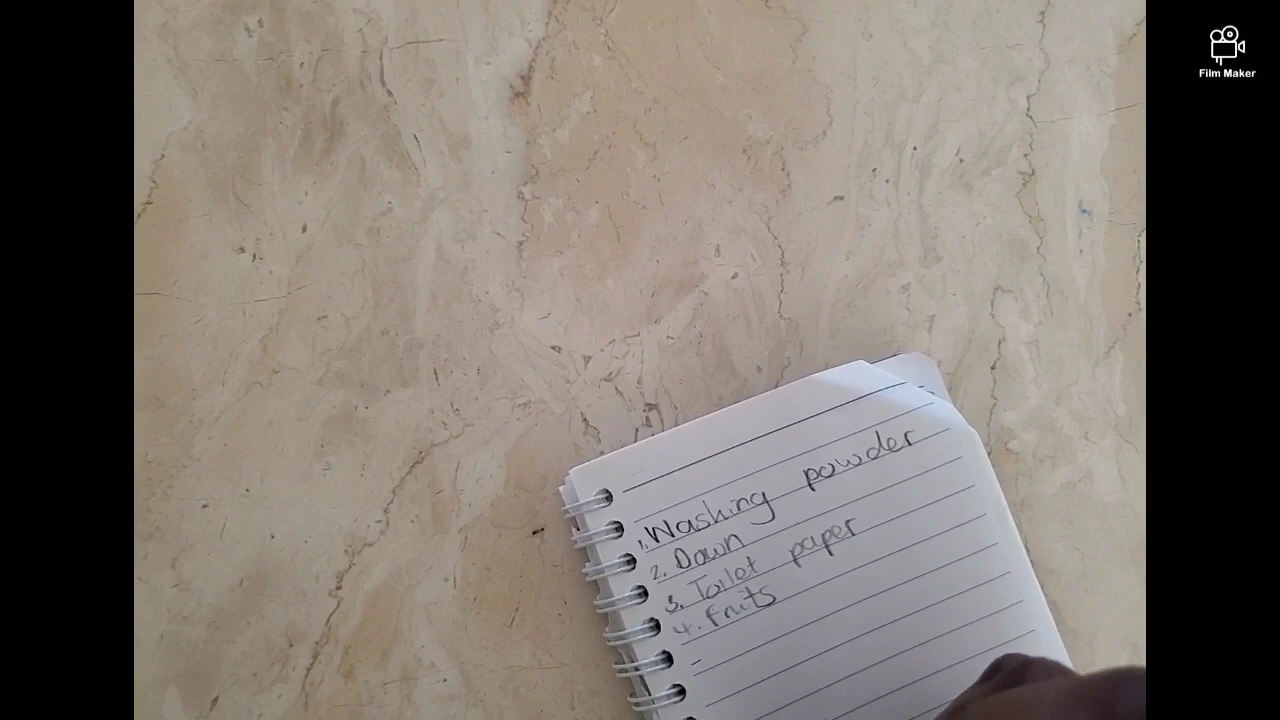 Film Maker
1. Washing powder
2. Dawn
3. Toilet paper
4. Fruits
-